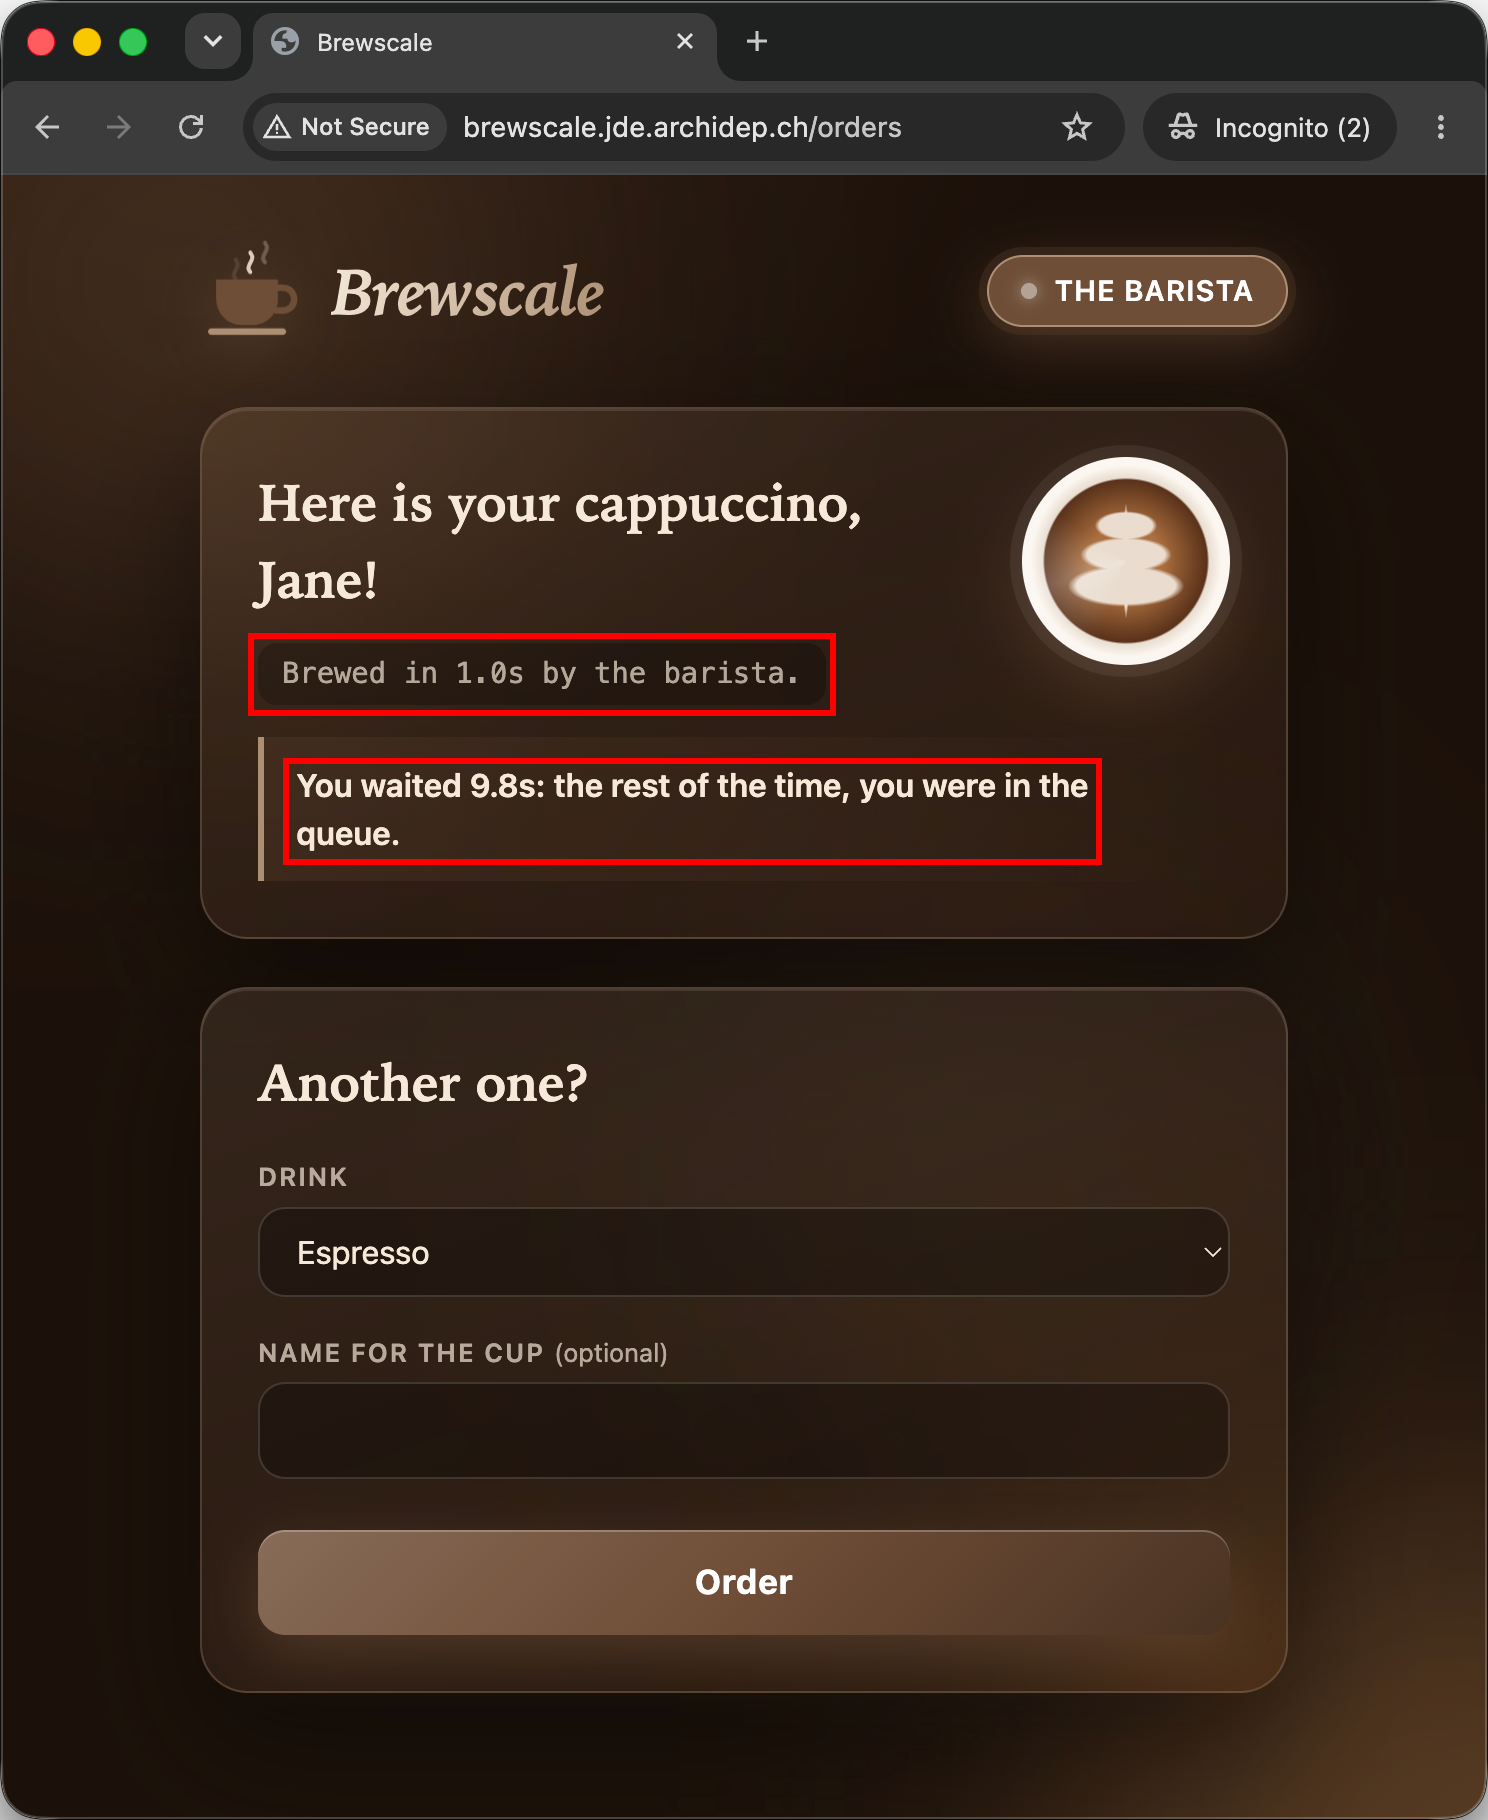 Brewscale
Not Secure
brewscale.jde.archidep.ch/orders
Incognito (2)
Brewscale
THE BARISTA
Here is your cappuccino,
Jane!
Brewed in 1.0s by the barista.
You waited 9.8s: the rest of the time, you were in the
queue.
Another one?
DRINK
Espresso
NAME FOR THE CUP (optional)
Order